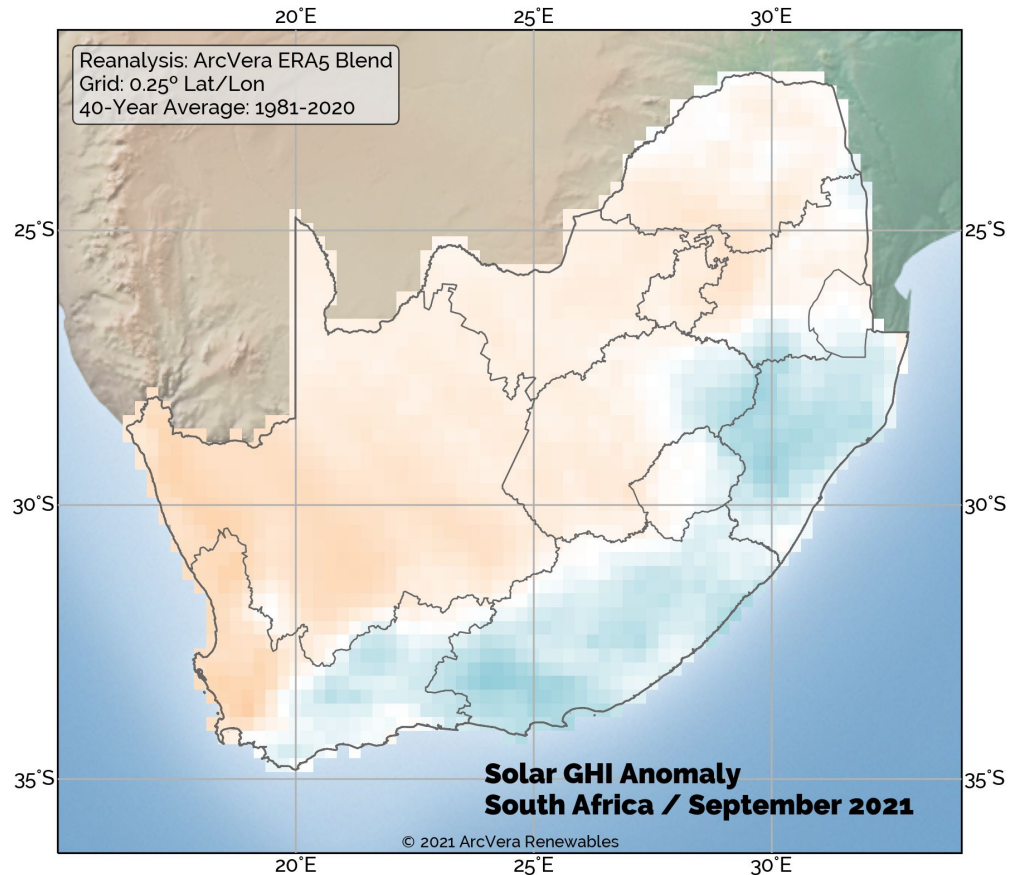 20°E 25°E 30°E
Reanalysis: ArcVera ERA5 Blend
Grid: 0.25º Lat/Lon
40-Year Average: 1981-2020
25°S 25°S
30°S 30°S
35°S 35°S
Solar GHI Anomaly
South Africa / September 2021
© 2021 ArcVera Renewables
20°E 25°E 30°E